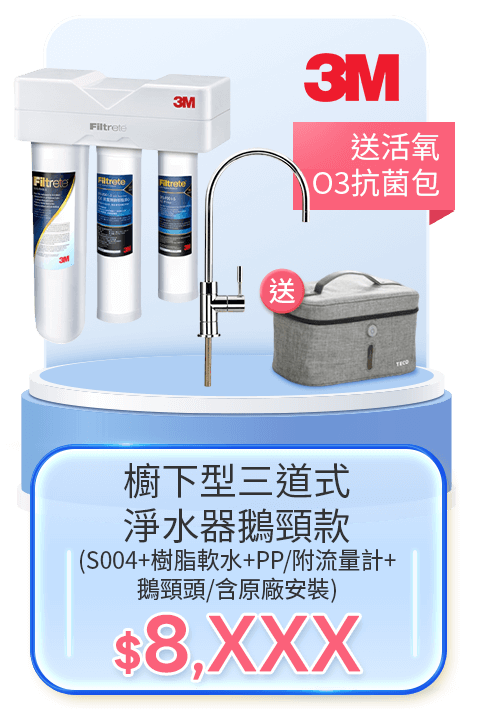 3M
3M
Filtrete
送活氧
O3抗菌包
Filtrete
Filtrete
Filtrete
3M
3M
3M
送
TECO
櫥下型三道式
淨水器鵝頸款
(S004+樹脂軟水+PP/附流量計+
鵝頸頭/含原廠安裝)
$8,XXX